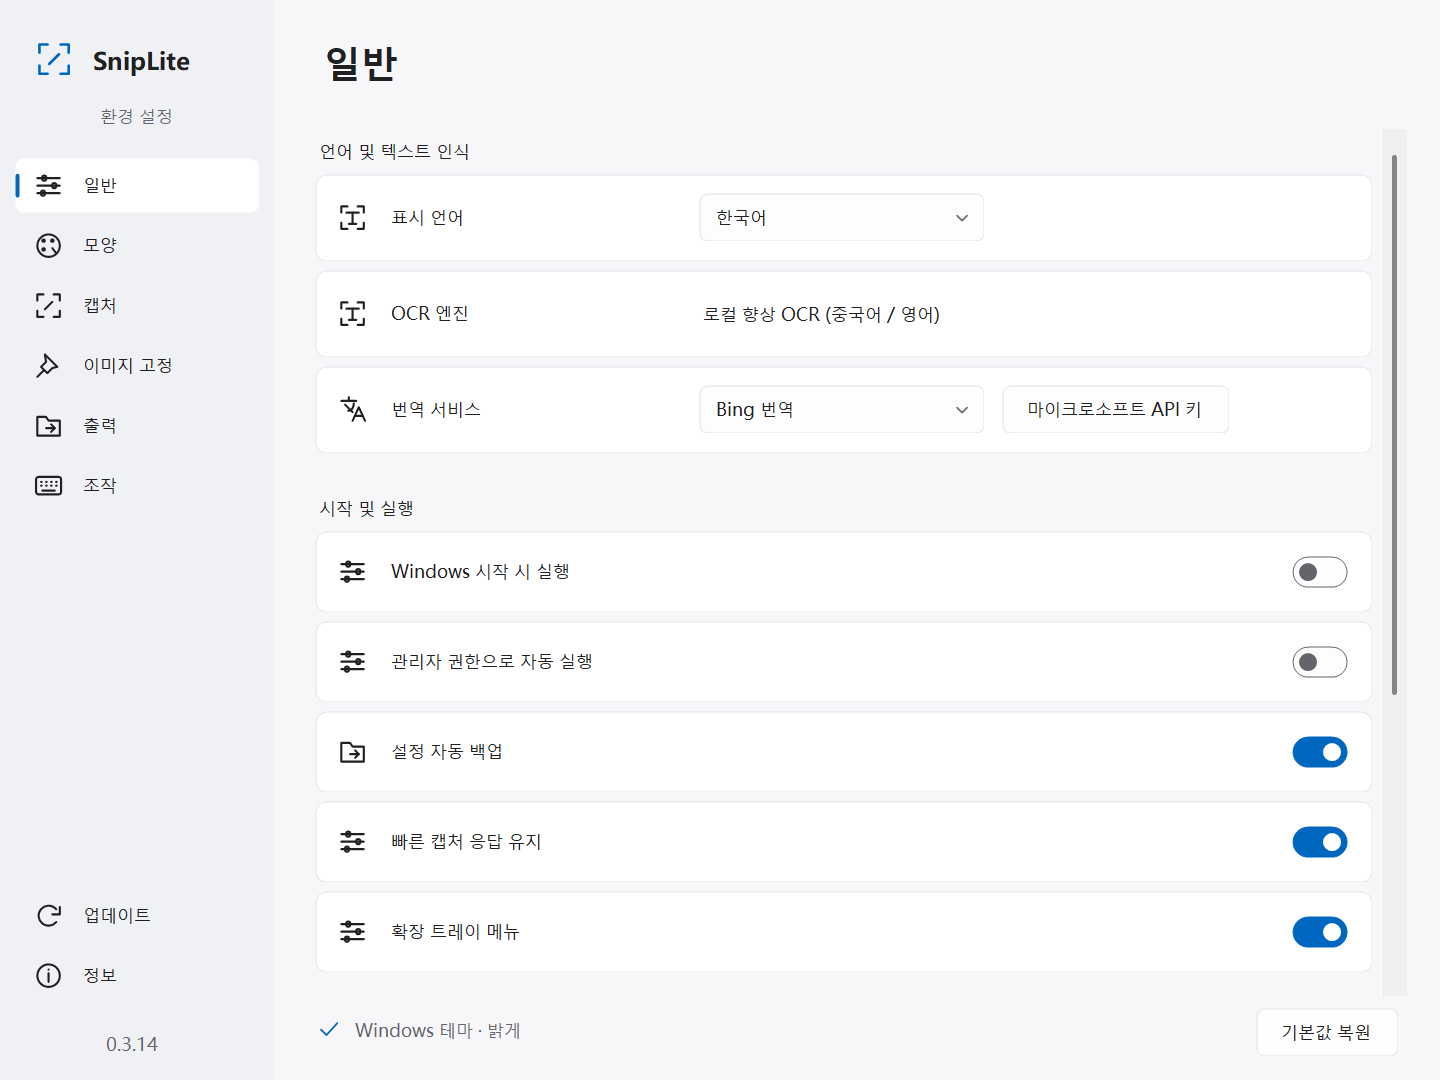 SnipLite
환경 설정
일반
모양
캡처
이미지 고정
출력
조작
업데이트
정보
0.3.14
일반
언어 및 텍스트 인식
표시 언어
한국어
OCR 엔진
로컬 향상 OCR (중국어 / 영어)
번역 서비스
Bing 번역
마이크로소프트 API 키
시작 및 실행
Windows 시작 시 실행
관리자 권한으로 자동 실행
설정 자동 백업
빠른 캡처 응답 유지
확장 트레이 메뉴
Windows 테마 · 밝게
기본값 복원